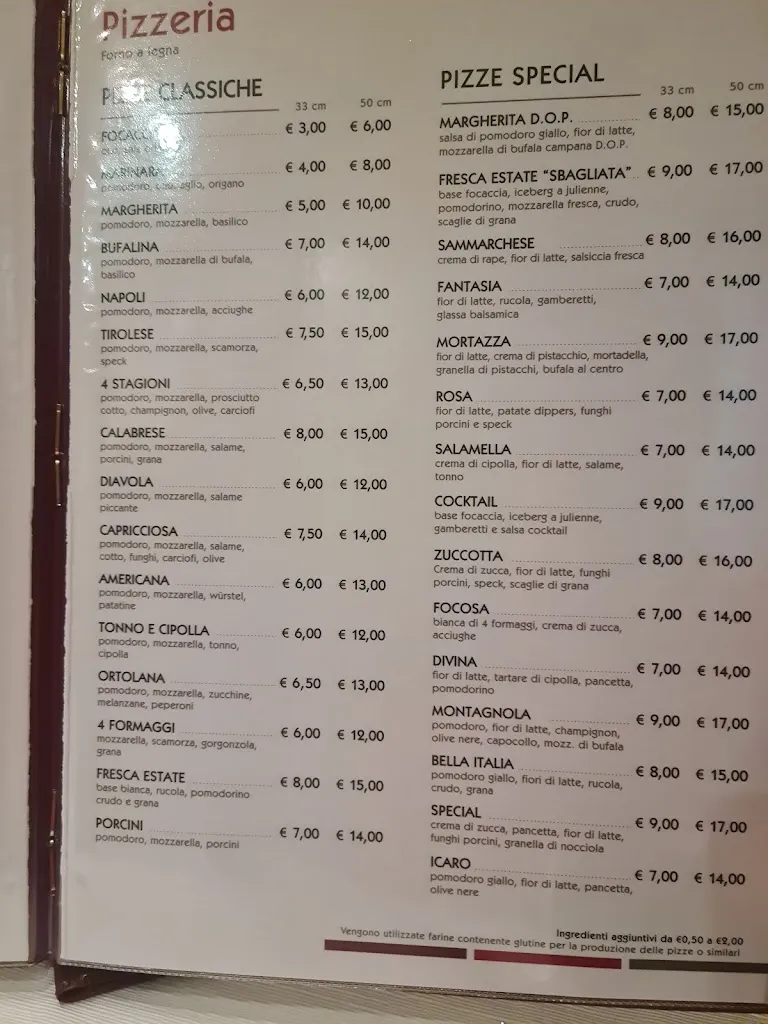 Pizzeria
Forno a legna
CLASSICHE
33 cm 50 cm
€ 3,00 € 6,00
MARINARA € 4,00 € 8,00
pomodoro, aglio, origano
MARGHERITA € 5,00 € 10,00
pomodoro, mozzarella, basilico
BUFALINA € 7,00 € 14,00
pomodoro, mozzarella di bufala,
basilico
NAPOLI € 6,00 € 12,00
pomodoro, mozzarella, acciughe
TIROLESE € 7,50 € 15,00
pomodoro, mozzarella, scamorza,
speck
4 STAGIONI € 6,50 € 13,00
pomodoro, mozzarella, prosciutto
cotto, champignon, olive, carciofi
CALABRESE € 8,00 € 15,00
pomodoro, mozzarella, salame,
porcini, grana
DIAVOLA € 6,00 € 12,00
pomodoro, mozzarella, salame
piccante
CAPRICCIOSA € 7,50 € 14,00
pomodoro, mozzarella, salame,
cotto, funghi, carciofi, olive
AMERICANA € 6,00 € 13,00
pomodoro, mozzarella, würstel,
patatine
TONNO E CIPOLLA € 6,00 € 12,00
pomodoro, mozzarella, tonno,
cipolla
ORTOLANA € 6,50 € 13,00
pomodoro, mozzarella, zucchine,
melanzane, peperoni
4 FORMAGGI € 6,00 € 12,00
mozzarella, scamorza, gorgonzola,
grana
FRESCA ESTATE € 8,00 € 15,00
base bianca, rucola, pomodorino
crudo e grana
PORCINI € 7,00 € 14,00
pomodoro, mozzarella, porcini
PIZZE SPECIAL
33 cm 50 cm
MARGHERITA D.O.P. € 8,00 € 15,00
salsa di pomodoro giallo, fior di latte,
mozzarella di bufala campana D.O.P.
FRESCA ESTATE “SBAGLIATA” € 9,00 € 17,00
base focaccia, iceberg a julienne,
pomodorino, mozzarella fresca, crudo,
scaglie di grana
SAMMARCHESE € 8,00 € 16,00
crema di rape, fior di latte, salsiccia fresca
FANTASIA € 7,00 € 14,00
fior di latte, rucola, gamberetti,
glassa balsamica
MORTAZZA € 9,00 € 17,00
fior di latte, crema di pistacchio, mortadella,
granella di pistacchi, bufala al centro
ROSA € 7,00 € 14,00
fior di latte, patate dippers, funghi
porcini e speck
SALAMELLA € 7,00 € 14,00
crema di cipolla, fior di latte, salame,
tonno
COCKTAIL € 9,00 € 17,00
base focaccia, iceberg a julienne,
gamberetti e salsa cocktail
ZUCCOTTA € 8,00 € 16,00
Crema di zucca, fior di latte, funghi
porcini, speck, scaglie di grana
FOCOSA € 7,00 € 14,00
bianca di 4 formaggi, crema di zucca,
acciughe
DIVINA € 7,00 € 14,00
fior di latte, tartare di cipolla, pancetta,
pomodorino
MONTAGNOLA € 9,00 € 17,00
pomodoro, fior di latte, champignon,
olive nere, capocollo, mozz. di bufala
BELLA ITALIA € 8,00 € 15,00
pomodoro giallo, fiori di latte, rucola,
crudo, grana
SPECIAL € 9,00 € 17,00
crema di zucca, pancetta, fior di latte,
funghi porcini, granella di nocciola
ICARO € 7,00 € 14,00
pomodoro giallo, fior di latte, pancetta,
olive nere
Ingredienti aggiuntivi da €0,50 a €2,00
Vengono utilizzate farine contenente glutine per la produzione delle pizze o similari